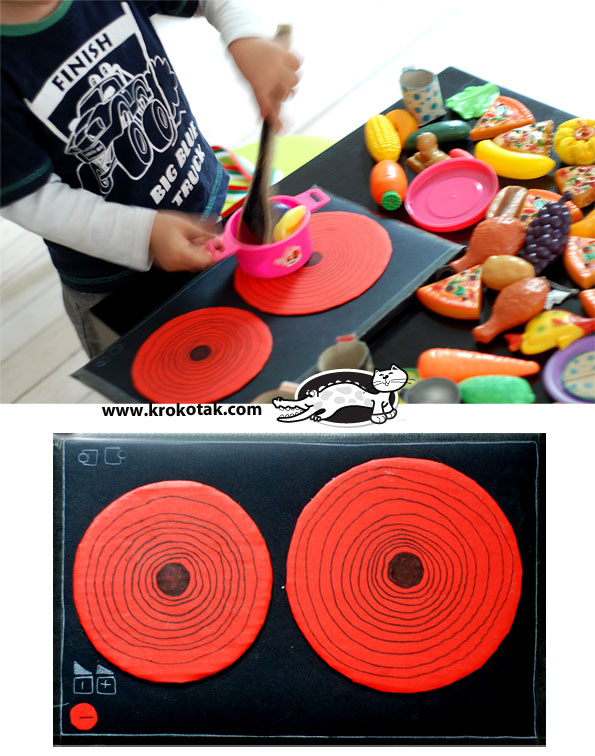 FINISH
BIG BLUE
TRUCK
www.krokotak.com
− +
−